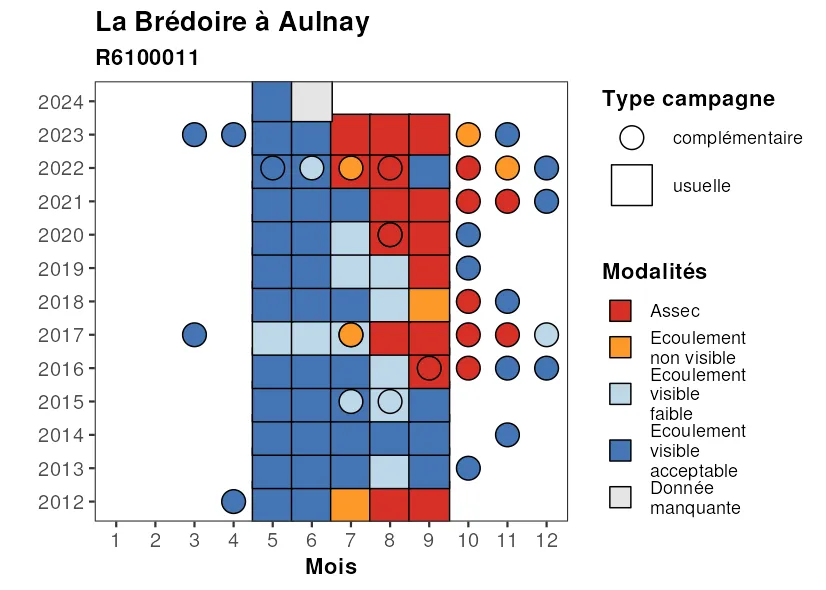 La Brédoire à Aulnay
R6100011
2024
2023
2022
2021
2020
2019
2018
2017
2016
2015
2014
2013
2012
1 2 3 4 5 6 7 8 9 10 11 12
Mois
Type campagne
complémentaire
usuelle
Modalités
Assec
Ecoulement
non visible
Ecoulement
visible
faible
Ecoulement
visible
acceptable
Donnée
manquante